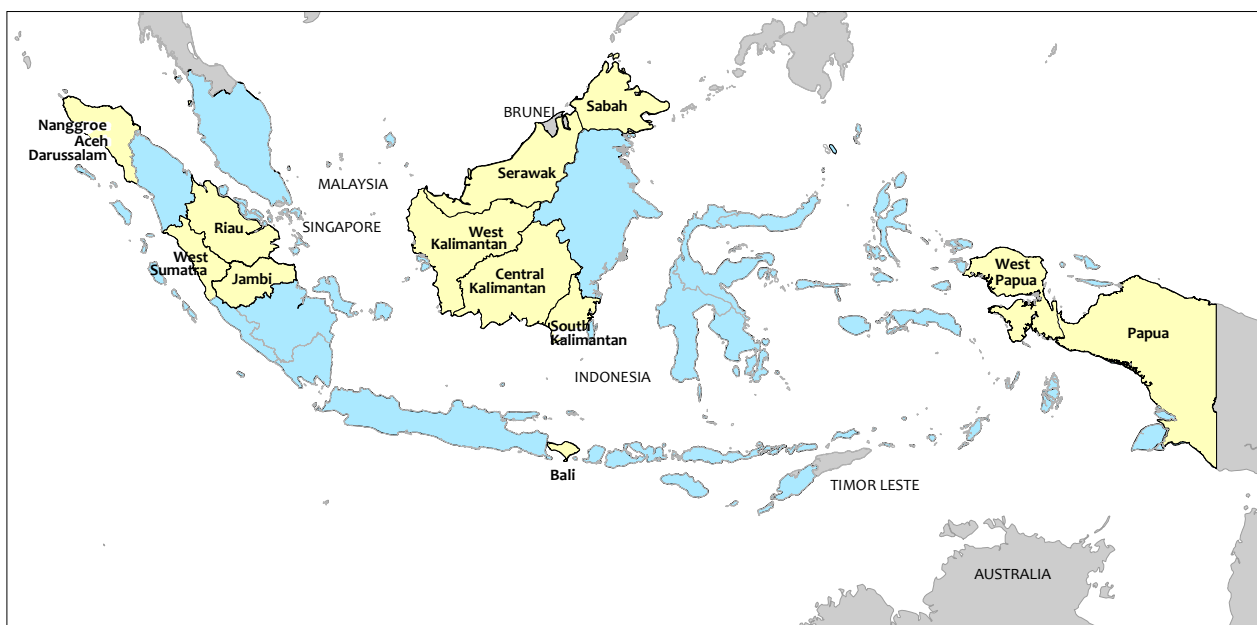 Sabah
BRUNEI
Nanggroe
Aceh
Darussalam
Serawak
MALAYSIA
SINGAPORE
Riau
West
Kalimantan
West
Sumatra
Jambi
Central
Kalimantan
West
Papua
South
Kalimantan
Papua
INDONESIA
Bali
TIMOR LESTE
AUSTRALIA